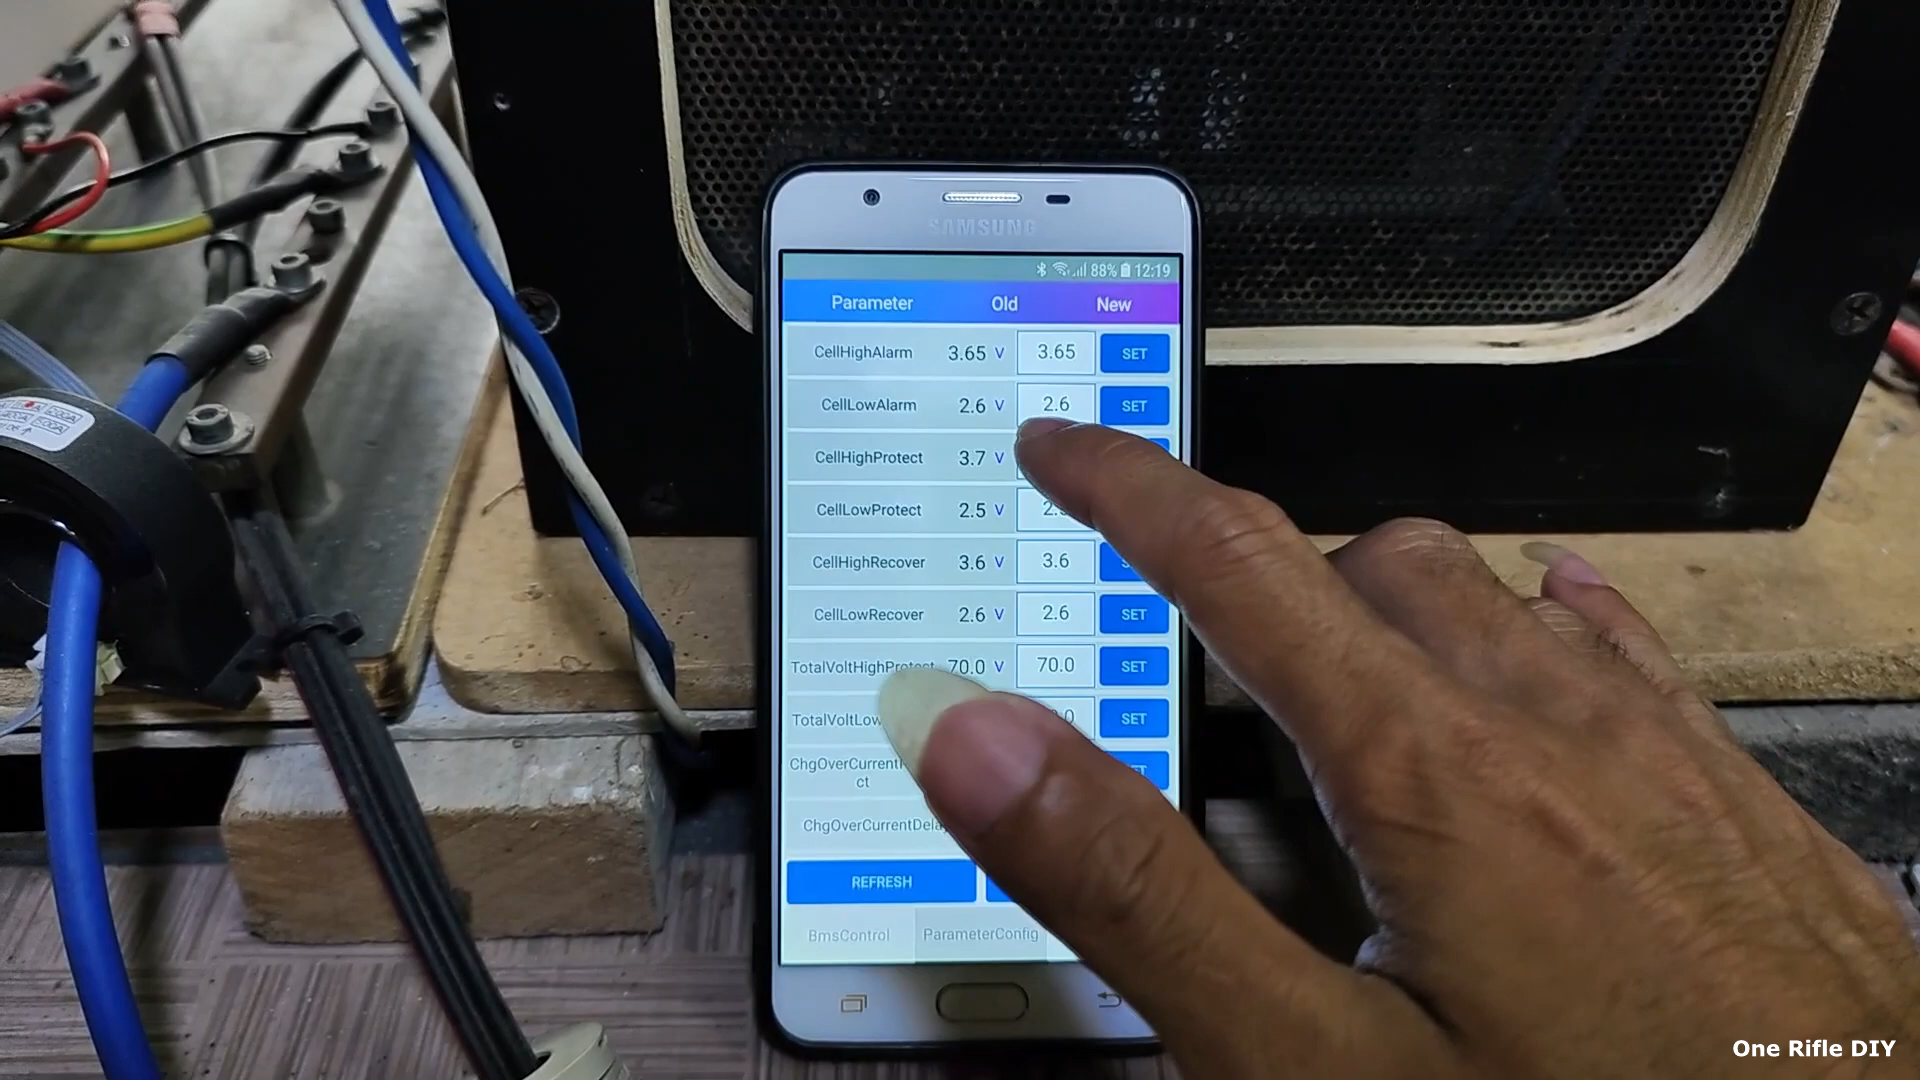 SAMSUNG
88% 12:19
Parameter Old New
CellHighAlarm 3.65 V 3.65 SET
CellLowAlarm 2.6 V 2.6 SET
CellHighProtect 3.7 V
CellLowProtect 2.5 V
CellHighRecover 3.6 V 3.6
CellLowRecover 2.6 V 2.6 SET
TotalVoltHighProtect 70.0 V 70.0 SET
SET
REFRESH
BmsControl ParameterConfig
One Rifle DIY